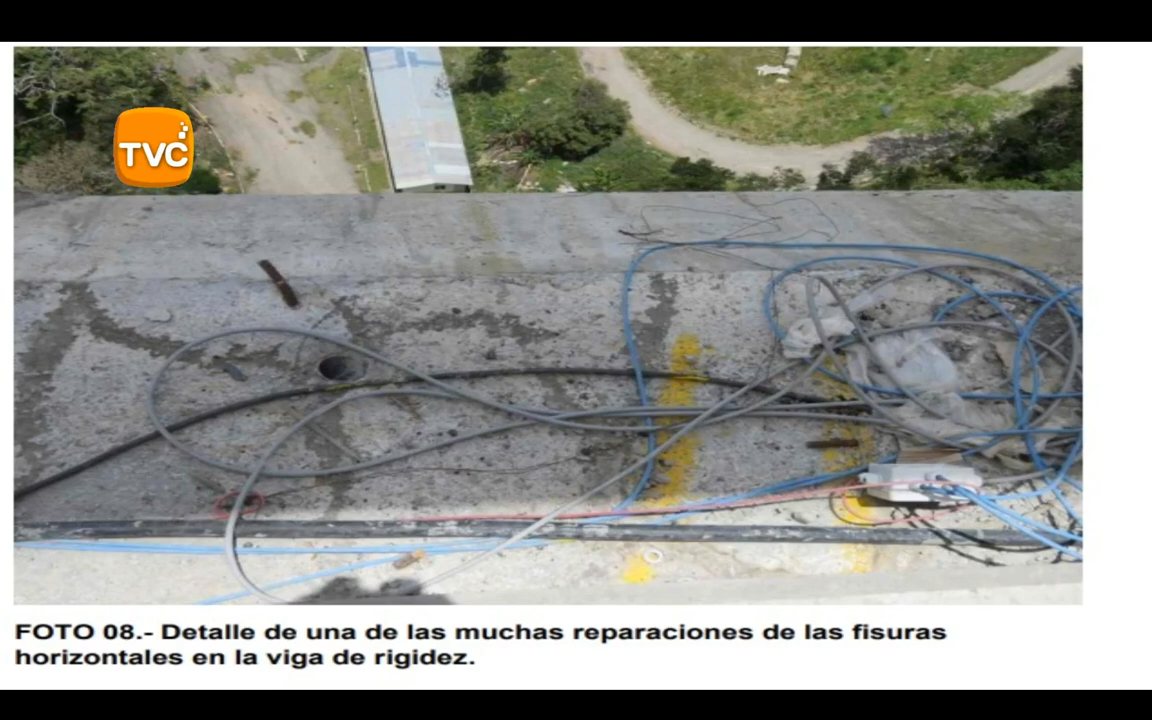 TVC
FOTO 08.- Detalle de una de las muchas reparaciones de las fisuras
horizontales en la viga de rigidez.